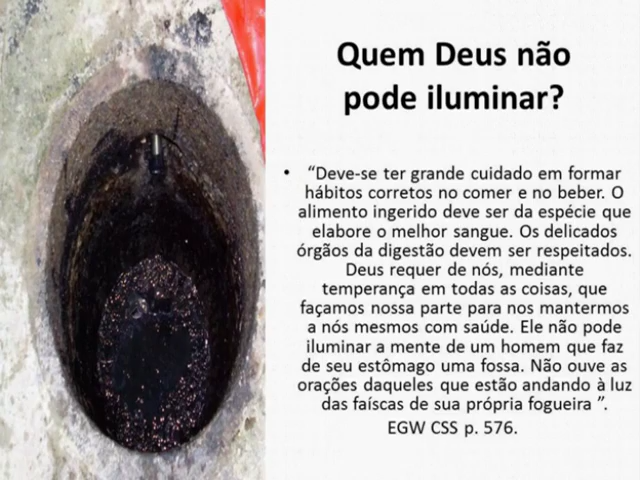 Quem Deus não
pode iluminar?
• “Deve-se ter grande cuidado em formar
hábitos corretos no comer e no beber. O
alimento ingerido deve ser da espécie que
elabore o melhor sangue. Os delicados
órgãos da digestão devem ser respeitados.
Deus requer de nós, mediante
temperança em todas as coisas, que
façamos nossa parte para nos mantermos
a nós mesmos com saúde. Ele não pode
iluminar a mente de um homem que faz
de seu estômago uma fossa. Não ouve as
orações daqueles que estão andando à luz
das faíscas de sua própria fogueira ”.
EGW CSS p. 576.